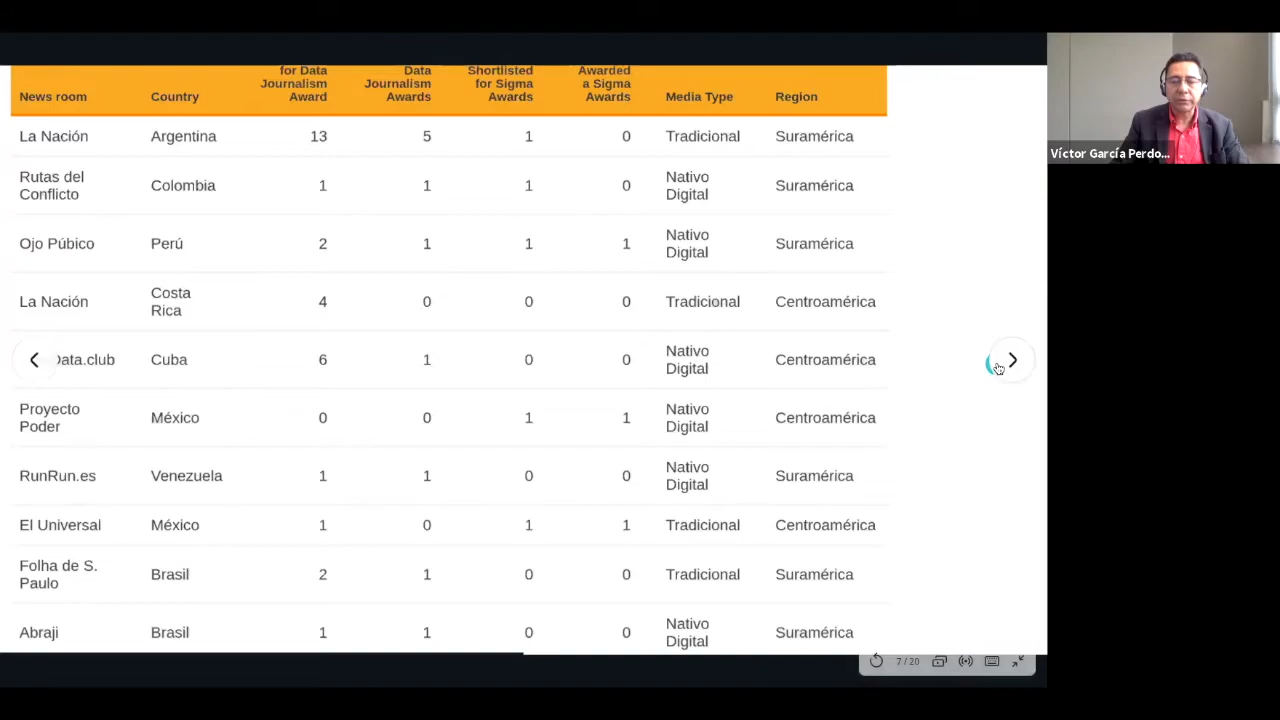 for Data Data Shortlisted Awarded
Journalism Journalism for Sigma a Sigma
News room Country Award Awards Awards Awards Media Type Region
La Nación Argentina 13 5 1 0 Tradicional Suramérica
Rutas del Conflicto Colombia 1 1 1 0 Nativo Digital Suramérica
Ojo Púbico Perú 2 1 1 1 Nativo Digital Suramérica
La Nación Costa Rica 4 0 0 0 Tradicional Centroamérica
Data.club Cuba 6 1 0 0 Nativo Digital Centroamérica
Proyecto Poder México 0 0 1 1 Nativo Digital Centroamérica
RunRun.es Venezuela 1 1 0 0 Nativo Digital Suramérica
El Universal México 1 0 1 1 Tradicional Centroamérica
Folha de S. Paulo Brasil 2 1 0 0 Tradicional Suramérica
Abraji Brasil 1 1 0 0 Nativo Digital Suramérica
7 / 20
Víctor García Perdo...